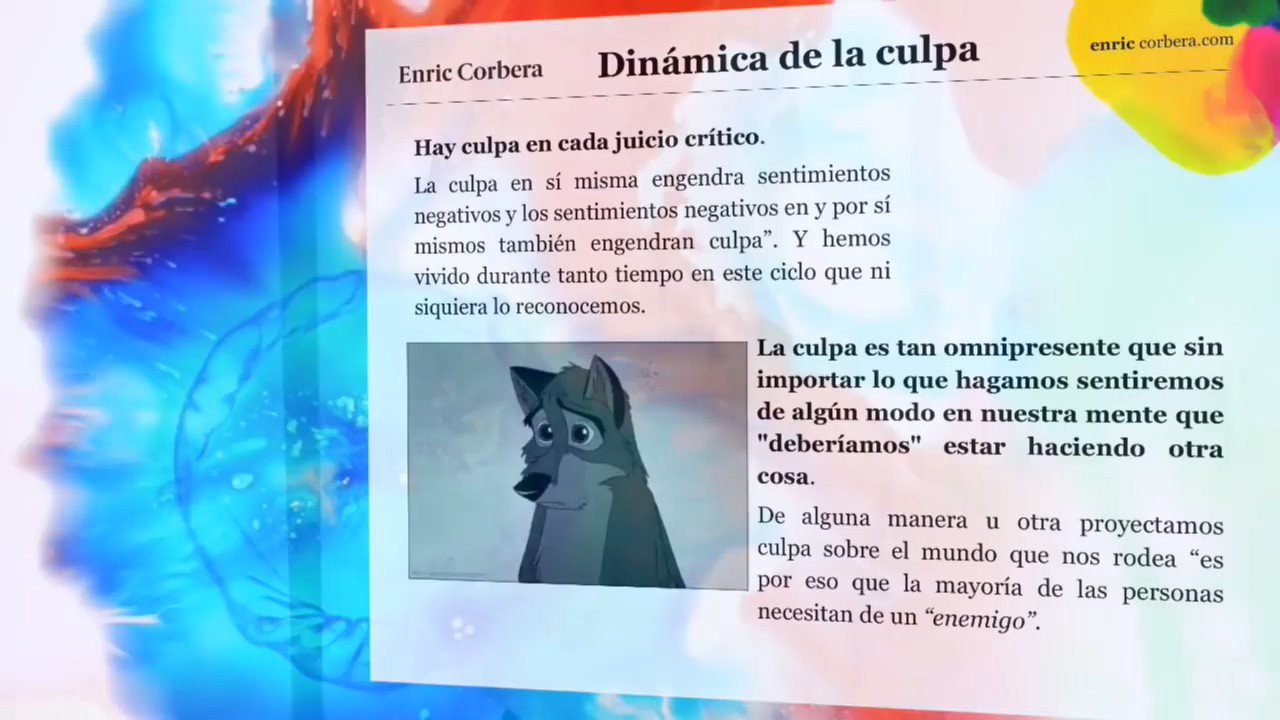 Enric Corbera
Dinámica de la culpa
enric corbera.com
Hay culpa en cada juicio crítico.
La culpa en sí misma engendra sentimientos
negativos y los sentimientos negativos en y por sí
mismos también engendran culpa”. Y hemos
vivido durante tanto tiempo en este ciclo que ni
siquiera lo reconocemos.
La culpa es tan omnipresente que sin
importar lo que hagamos sentiremos
de algún modo en nuestra mente que
"deberíamos" estar haciendo otra
cosa.
De alguna manera u otra proyectamos
culpa sobre el mundo que nos rodea “es
por eso que la mayoría de las personas
necesitan de un “enemigo”.